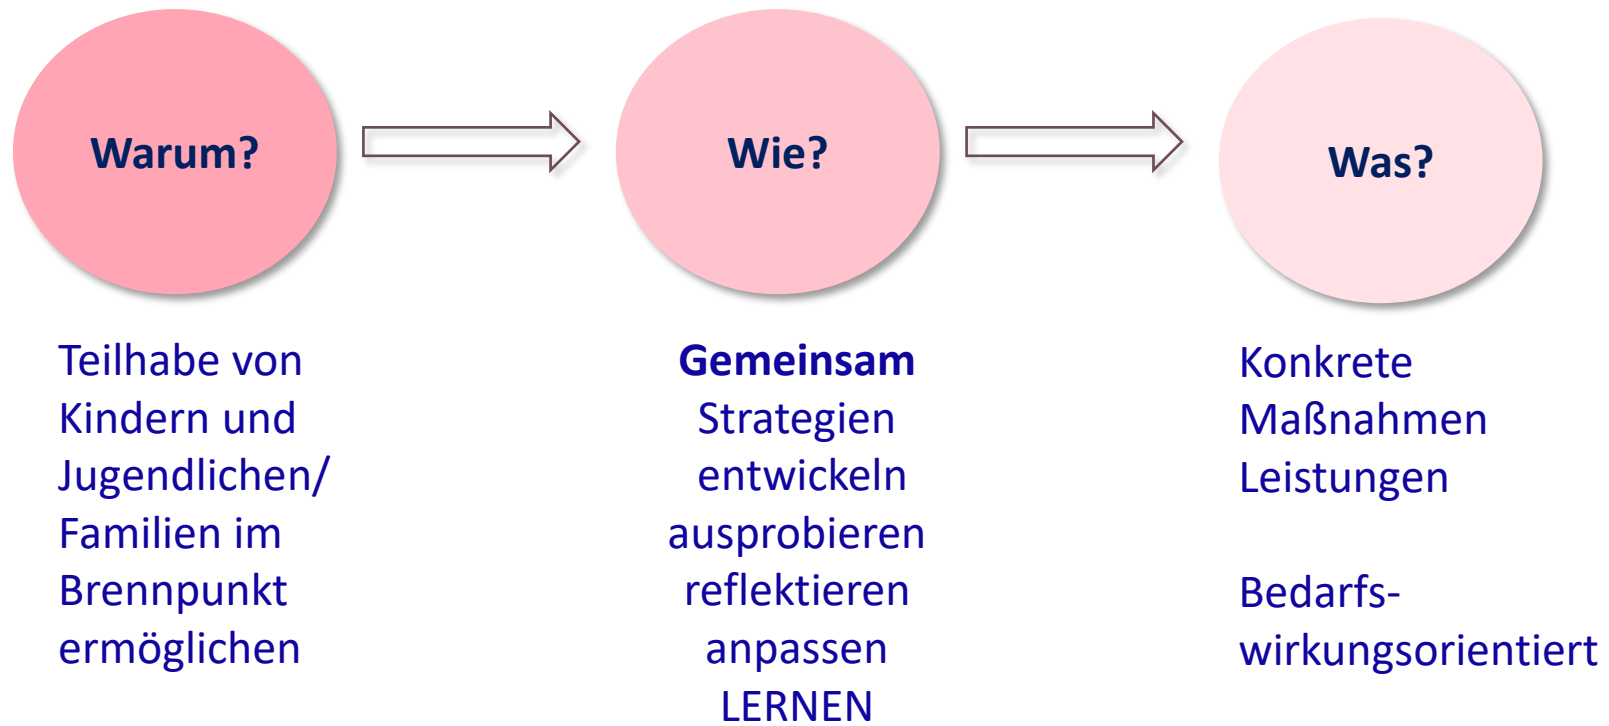 Warum?
Wie?
Was?
Teilhabe von
Kindern und
Jugendlichen/
Familien im
Brennpunkt
ermöglichen
Gemeinsam
Strategien
entwickeln
ausprobieren
reflektieren
anpassen
LERNEN
Konkrete
Maßnahmen
Leistungen
Bedarfs-
wirkungsorientiert